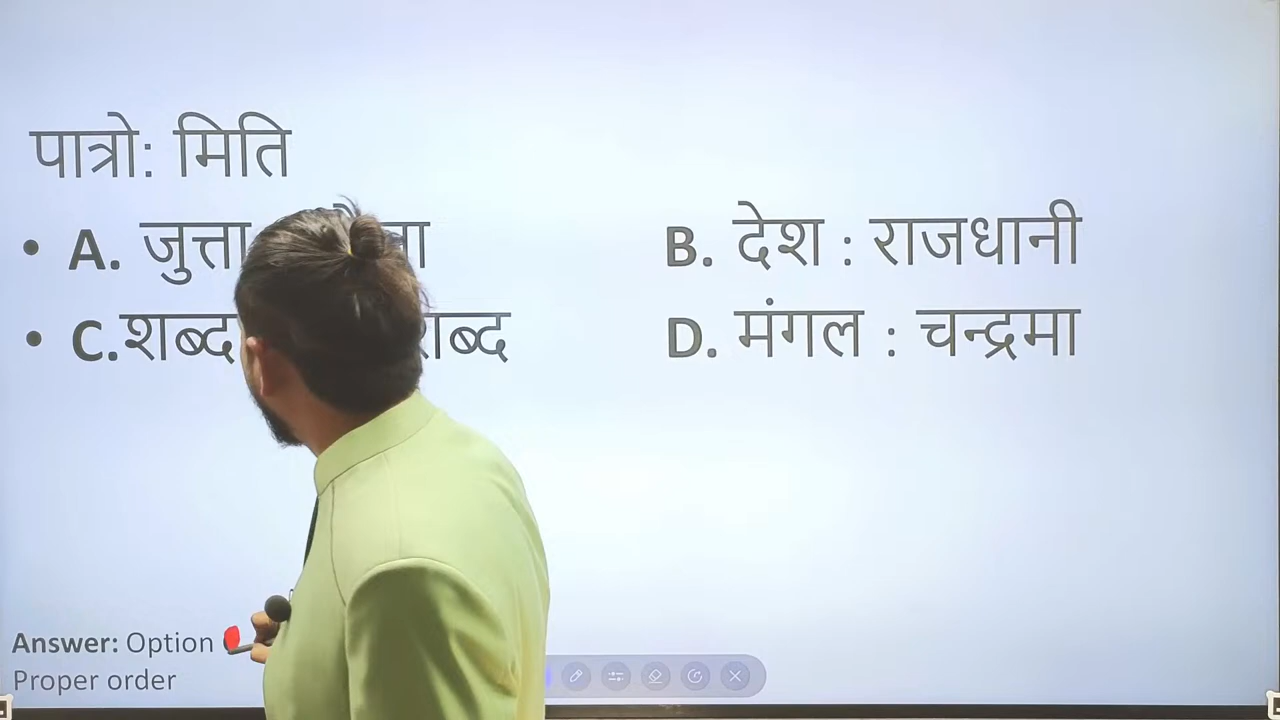 पात्रो: मिति
• A. जुत्ता
B. देश : राजधानी
• C.शब्द
D. मंगल : चन्द्रमा
Answer: Option
Proper order